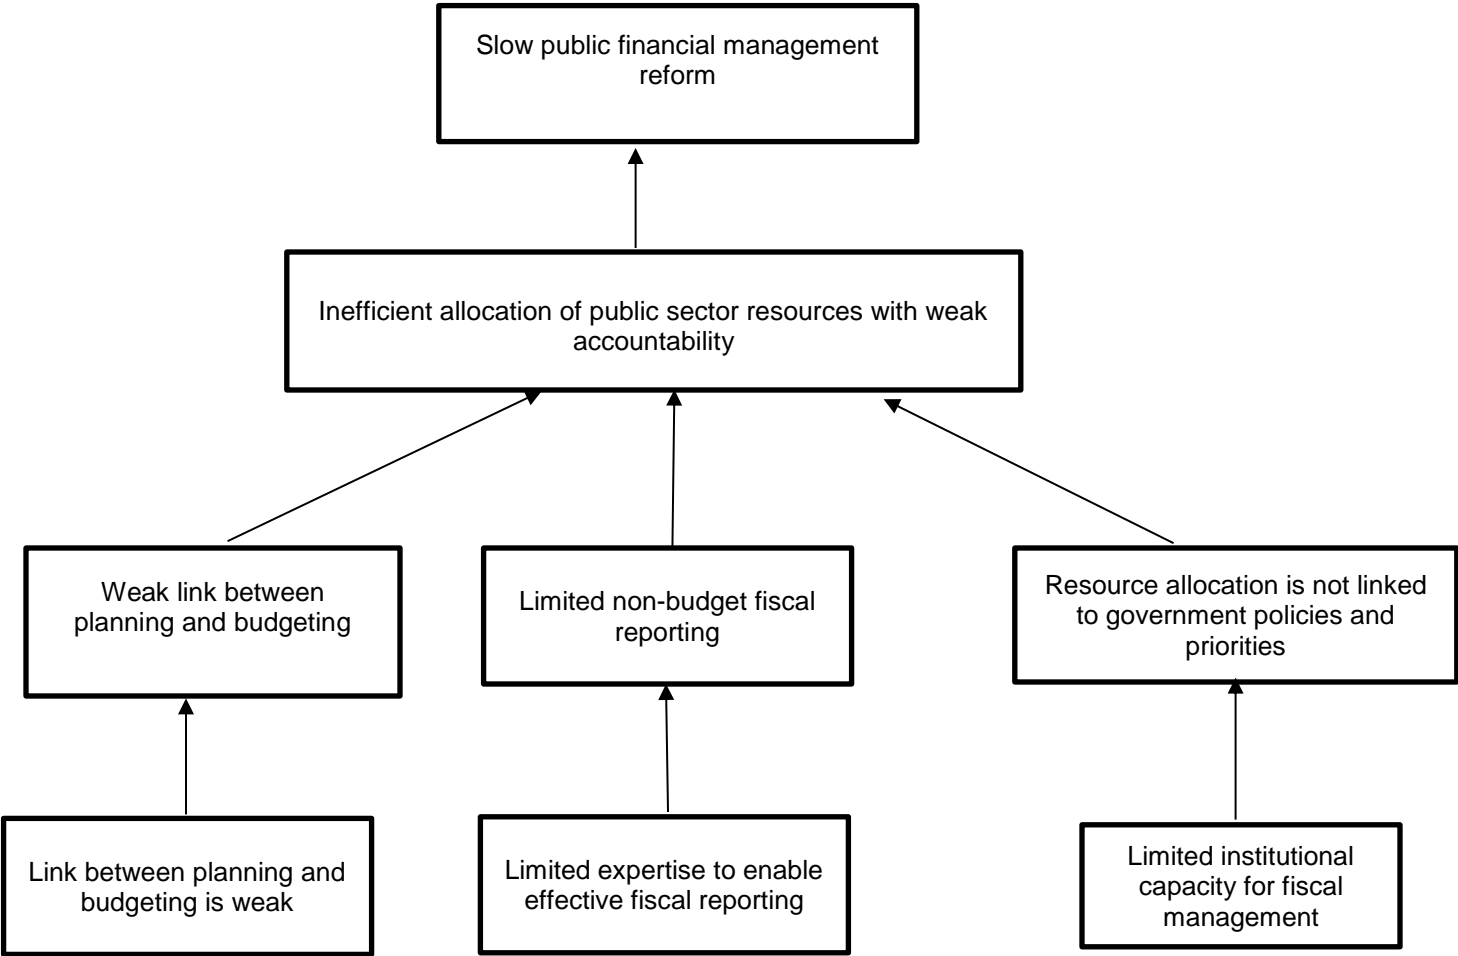 Slow public financial management
reform
Inefficient allocation of public sector resources with weak
accountability
Weak link between
planning and budgeting
Limited non-budget fiscal
reporting
Resource allocation is not linked
to government policies and
priorities
Link between planning and
budgeting is weak
Limited expertise to enable
effective fiscal reporting
Limited institutional
capacity for fiscal
management